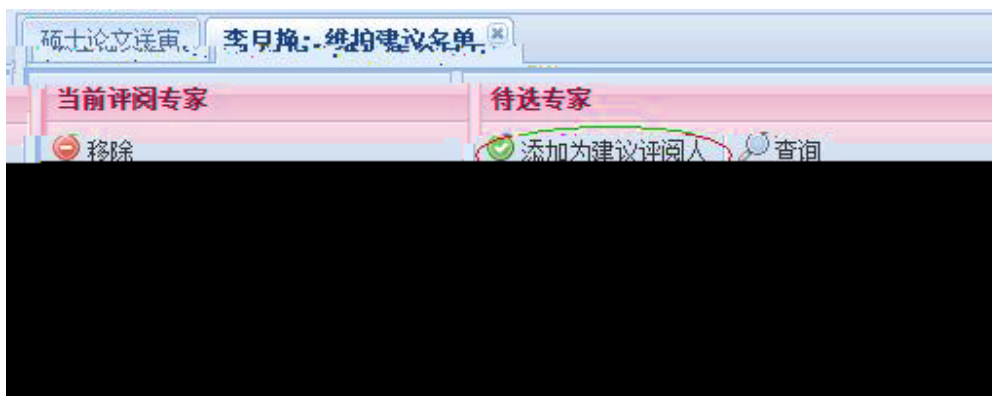 硕士论文送审
维护建议名单
当前评阅专家
待选专家
移除
添加为建议评阅人
查询